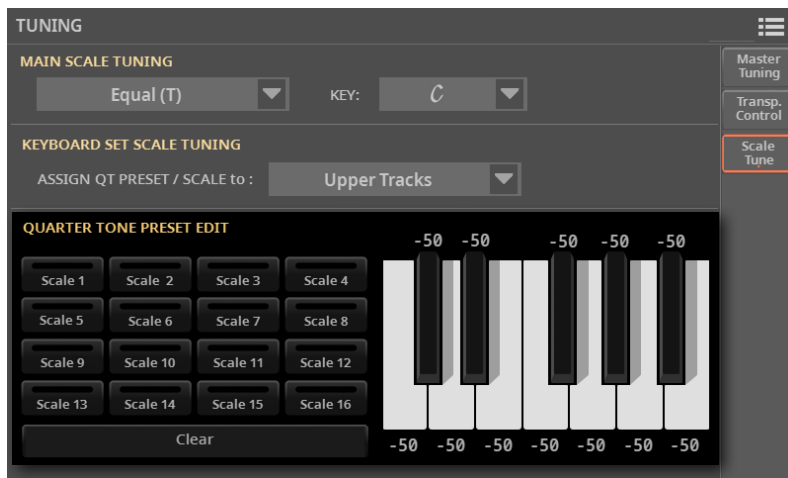 TUNING
MAIN SCALE TUNING
Equal (T) KEY: C
KEYBOARD SET SCALE TUNING
ASSIGN QT PRESET / SCALE to : Upper Tracks
Master
Tuning
Transp.
Control
Scale
Tune
QUARTER TONE PRESET EDIT
-50 -50 -50 -50 -50
Scale 1 Scale 2 Scale 3 Scale 4
Scale 5 Scale 6 Scale 7 Scale 8
Scale 9 Scale 10 Scale 11 Scale 12
Scale 13 Scale 14 Scale 15 Scale 16
Clear
-50 -50 -50 -50 -50 -50 -50